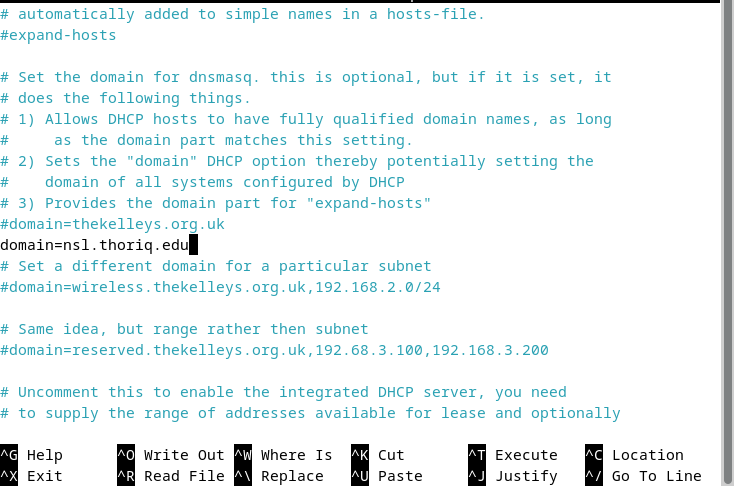 # automatically added to simple names in a hosts-file.
#expand-hosts

# Set the domain for dnsmasq. this is optional, but if it is set, it
# does the following things.
# 1) Allows DHCP hosts to have fully qualified domain names, as long
#     as the domain part matches this setting.
# 2) Sets the "domain" DHCP option thereby potentially setting the
#    domain of all systems configured by DHCP
# 3) Provides the domain part for "expand-hosts"
#domain=thekelleys.org.uk
domain=nsl.thoriq.edu
# Set a different domain for a particular subnet
#domain=wireless.thekelleys.org.uk,192.168.2.0/24

# Same idea, but range rather then subnet
#domain=reserved.thekelleys.org.uk,192.68.3.100,192.168.3.200

# Uncomment this to enable the integrated DHCP server, you need
# to supply the range of addresses available for lease and optionally

^G Help      ^O Write Out ^W Where Is  ^K Cut       ^T Execute   ^C Location
^X Exit      ^R Read File ^\ Replace   ^U Paste     ^J Justify   ^/ Go To Line